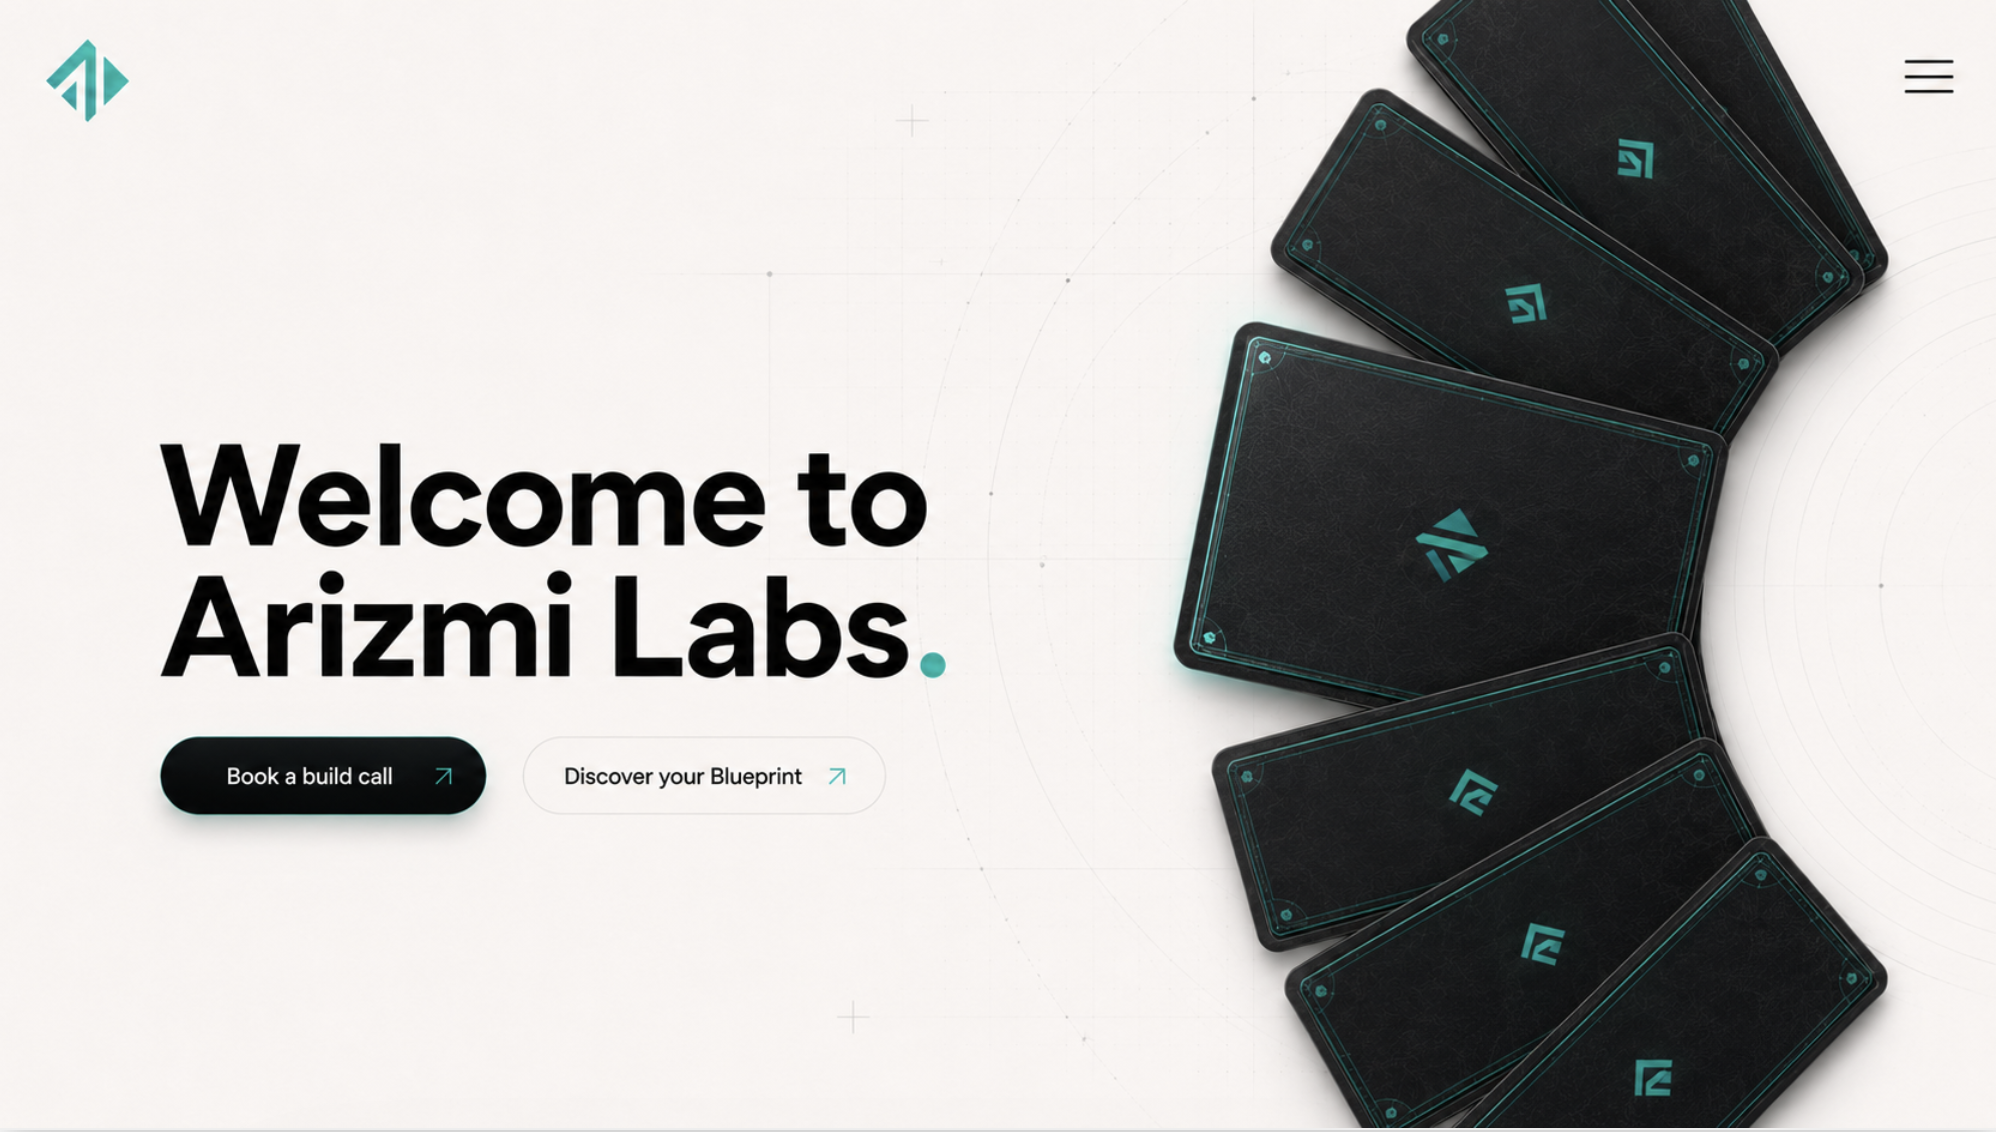 Welcome to
Arizmi Labs.
Book a build call
Discover your Blueprint